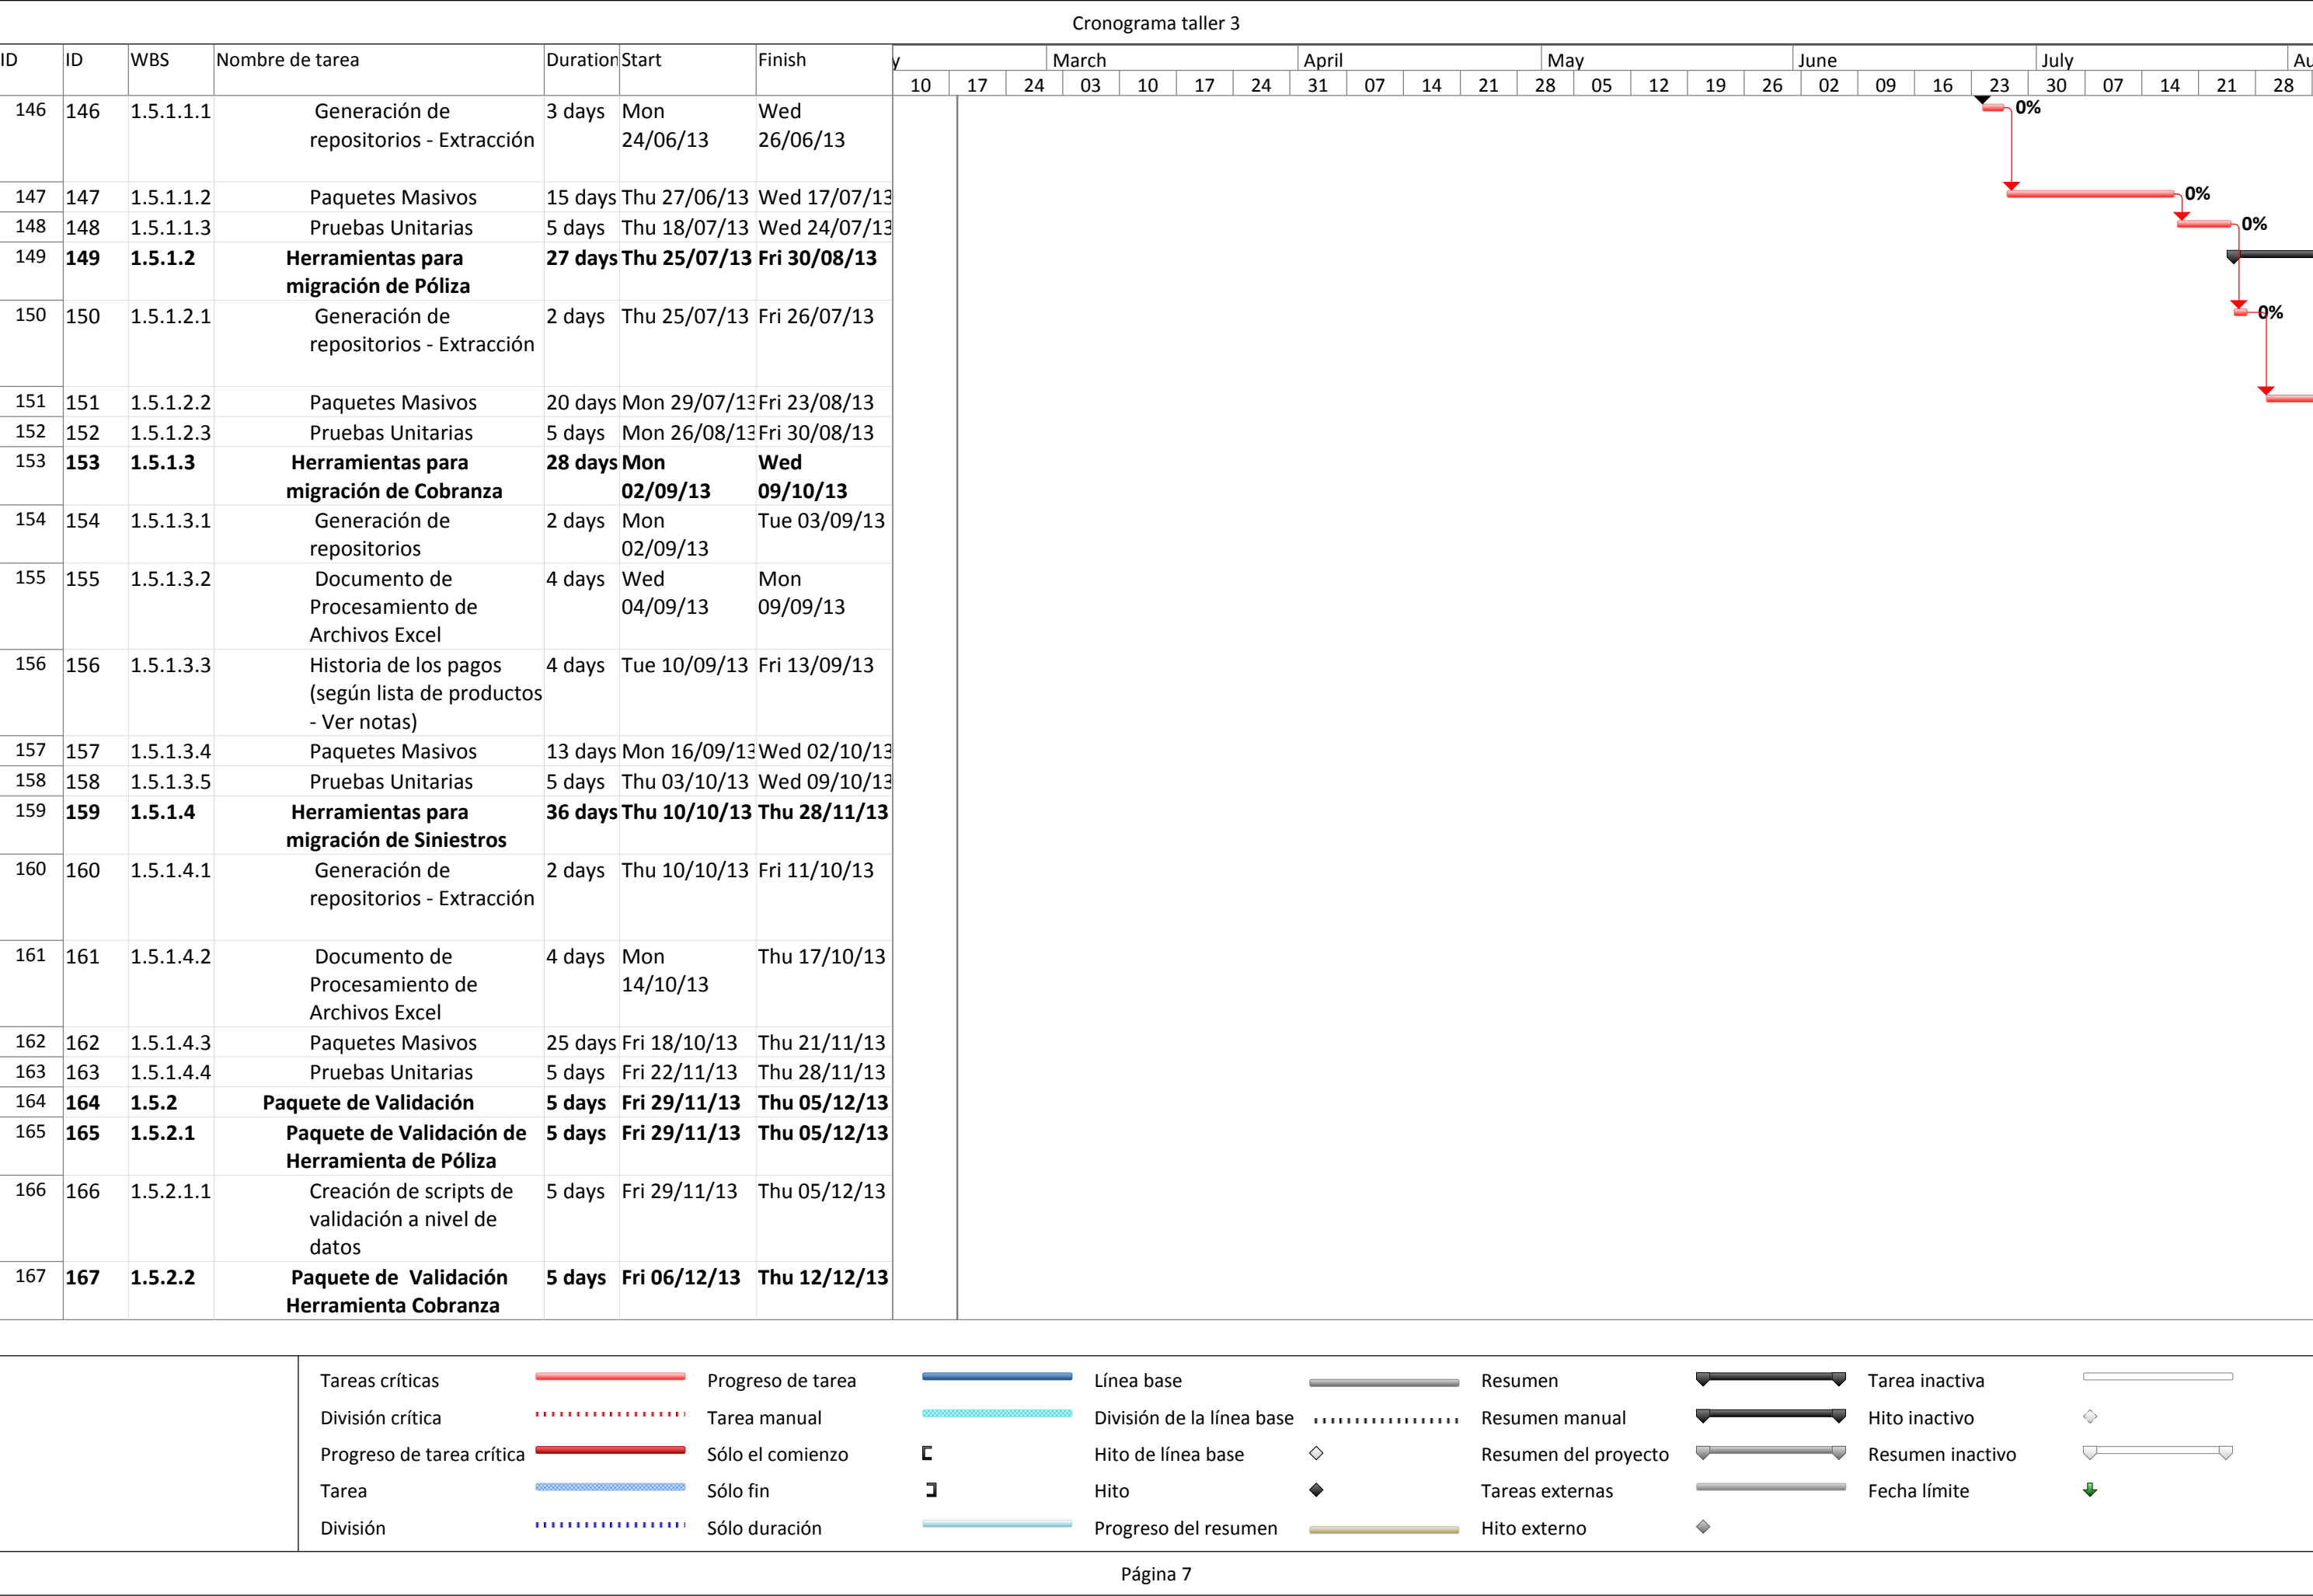 Cronograma taller 3
ID ID WBS Nombre de tarea Duration Start Finish
March April May June July
10 17 24 03 10 17 24 31 07 14 21 28 05 12 19 26 02 09 16 23 30 07 14 21 28
146 146 1.5.1.1.1 Generación de 3 days Mon Wed 0%
repositorios - Extracción 24/06/13 26/06/13
147 147 1.5.1.1.2 Paquetes Masivos 15 days Thu 27/06/13 Wed 17/07/13 0%
148 148 1.5.1.1.3 Pruebas Unitarias 5 days Thu 18/07/13 Wed 24/07/13 0%
149 149 1.5.1.2 Herramientas para 27 days Thu 25/07/13 Fri 30/08/13
migración de Póliza
150 150 1.5.1.2.1 Generación de 2 days Thu 25/07/13 Fri 26/07/13 0%
repositorios - Extracción
151 151 1.5.1.2.2 Paquetes Masivos 20 days Mon 29/07/13 Fri 23/08/13
152 152 1.5.1.2.3 Pruebas Unitarias 5 days Mon 26/08/13 Fri 30/08/13
153 153 1.5.1.3 Herramientas para 28 days Mon Wed
migración de Cobranza 02/09/13 09/10/13
154 154 1.5.1.3.1 Generación de 2 days Mon Tue 03/09/13
repositorios 02/09/13
155 155 1.5.1.3.2 Documento de 4 days Wed Mon
Procesamiento de 04/09/13 09/09/13
Archivos Excel
156 156 1.5.1.3.3 Historia de los pagos 4 days Tue 10/09/13 Fri 13/09/13
(según lista de productos
- Ver notas)
157 157 1.5.1.3.4 Paquetes Masivos 13 days Mon 16/09/13 Wed 02/10/13
158 158 1.5.1.3.5 Pruebas Unitarias 5 days Thu 03/10/13 Wed 09/10/13
159 159 1.5.1.4 Herramientas para 36 days Thu 10/10/13 Thu 28/11/13
migración de Siniestros
160 160 1.5.1.4.1 Generación de 2 days Thu 10/10/13 Fri 11/10/13
repositorios - Extracción
161 161 1.5.1.4.2 Documento de 4 days Mon Thu 17/10/13
Procesamiento de 14/10/13
Archivos Excel
162 162 1.5.1.4.3 Paquetes Masivos 25 days Fri 18/10/13 Thu 21/11/13
163 163 1.5.1.4.4 Pruebas Unitarias 5 days Fri 22/11/13 Thu 28/11/13
164 164 1.5.2 Paquete de Validación 5 days Fri 29/11/13 Thu 05/12/13
165 165 1.5.2.1 Paquete de Validación de 5 days Fri 29/11/13 Thu 05/12/13
Herramienta de Póliza
166 166 1.5.2.1.1 Creación de scripts de 5 days Fri 29/11/13 Thu 05/12/13
validación a nivel de
datos
167 167 1.5.2.2 Paquete de Validación 5 days Fri 06/12/13 Thu 12/12/13
Herramienta Cobranza
Tareas críticas Progreso de tarea Línea base Resumen Tarea inactiva
División crítica Tarea manual División de la línea base Resumen manual Hito inactivo
Progreso de tarea crítica Sólo el comienzo Hito de línea base Resumen del proyecto Resumen inactivo
Tarea Sólo fin Hito Tareas externas Fecha límite
División Sólo duración Progreso del resumen Hito externo
Página 7